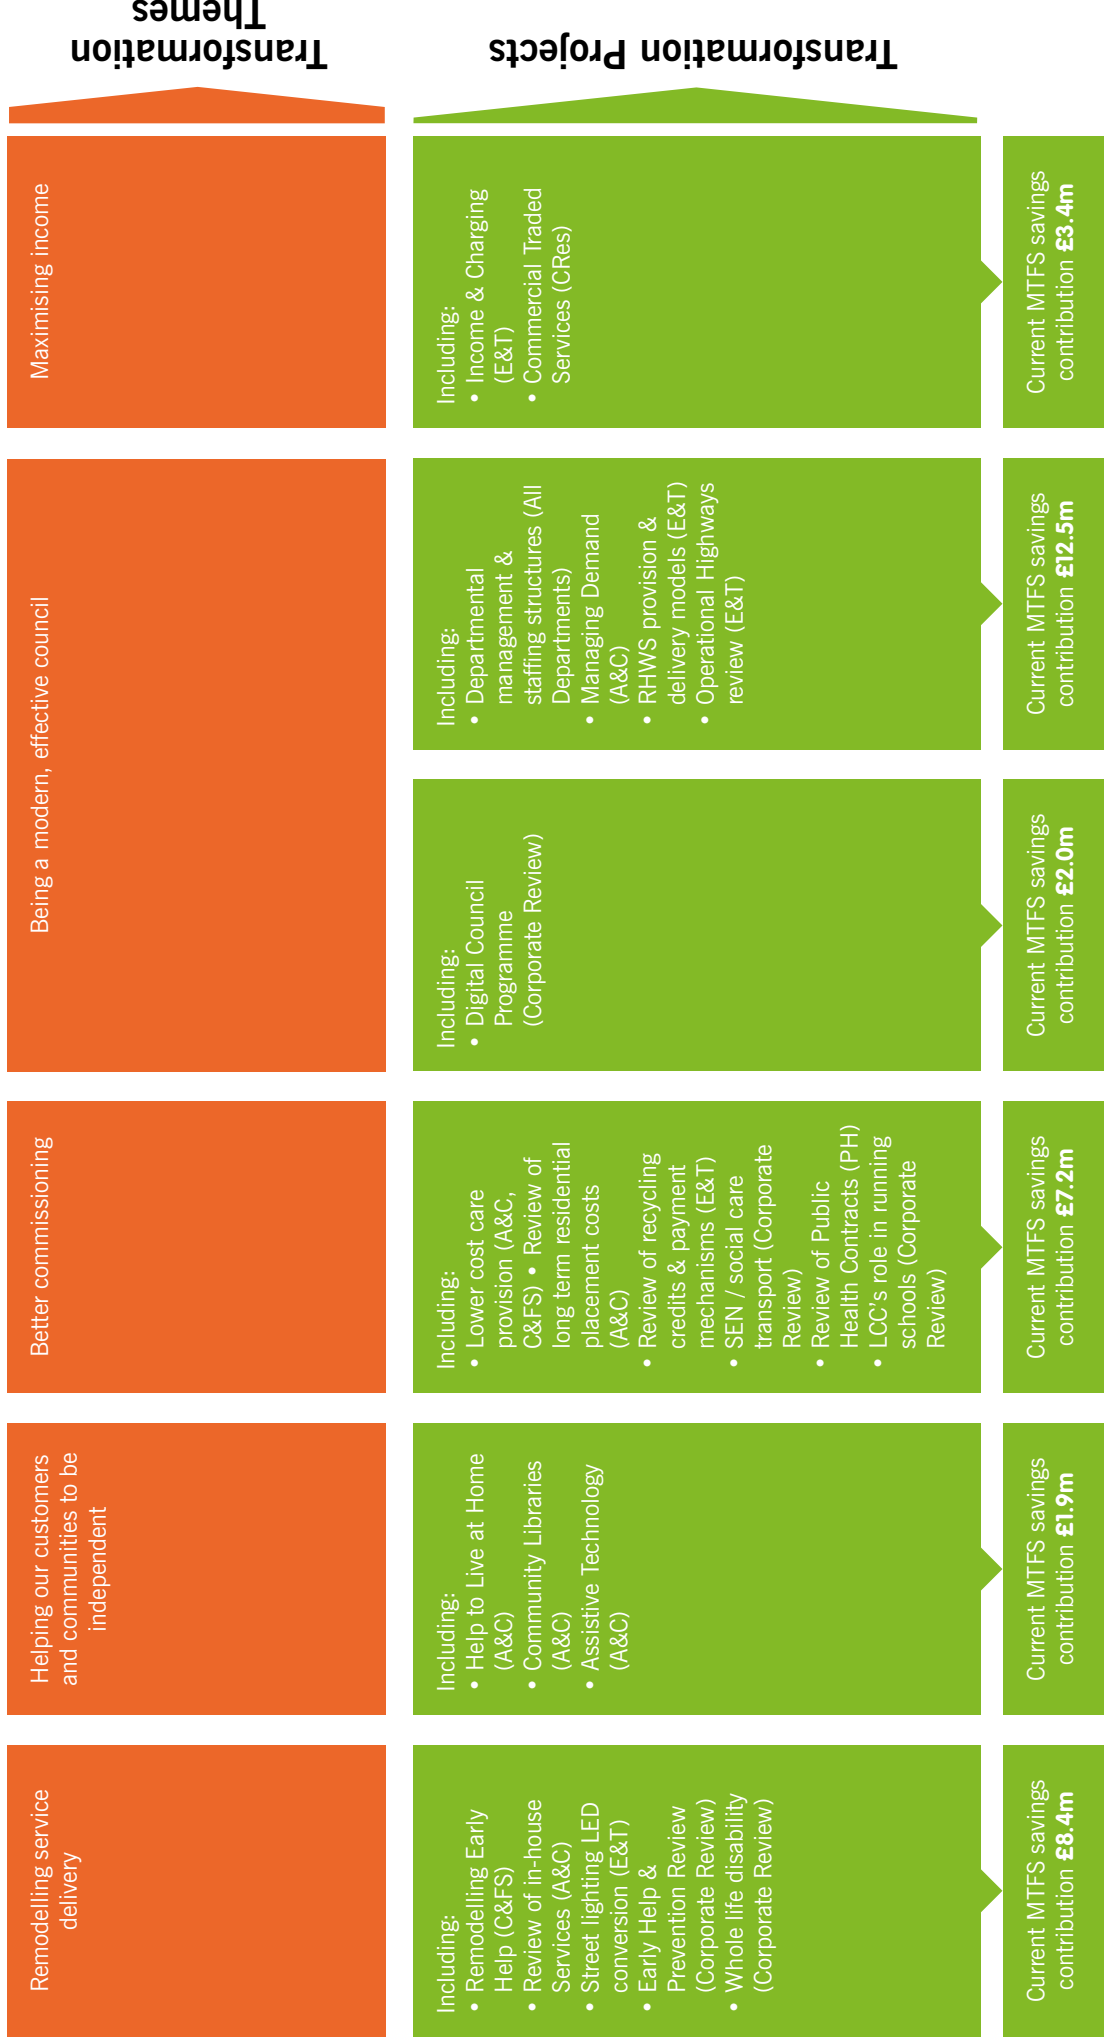 Transformation
Themes
Remodelling service
delivery
Helping our customers
and communities to be
independent
Better commissioning
Being a modern, effective council
Maximising income
Transformation Projects
Including:
• Remodelling Early
Help (C&FS)
• Review of in-house
Services (A&C)
• Street lighting LED
conversion (E&T)
• Early Help &
Prevention Review
(Corporate Review)
• Whole life disability
(Corporate Review)
Including:
• Help to Live at Home
(A&C)
• Community Libraries
(A&C)
• Assistive Technology
(A&C)
Including:
• Lower cost care
provision (A&C,
C&FS) • Review of
long term residential
placement costs
(A&C)
• Review of recycling
credits & payment
mechanisms (E&T)
• SEN / social care
transport (Corporate
Review)
• Review of Public
Health Contracts (PH)
• LCC's role in running
schools (Corporate
Review)
Including:
• Digital Council
Programme
(Corporate Review)
Including:
• Departmental
management &
staffing structures (All
Departments)
• Managing Demand
(A&C)
• RHWS provision &
delivery models (E&T)
• Operational Highways
review (E&T)
Including:
• Income & Charging
(E&T)
• Commercial Traded
Services (CRes)
Current MTFS savings
contribution £8.4m
Current MTFS savings
contribution £1.9m
Current MTFS savings
contribution £7.2m
Current MTFS savings
contribution £2.0m
Current MTFS savings
contribution £12.5m
Current MTFS savings
contribution £3.4m